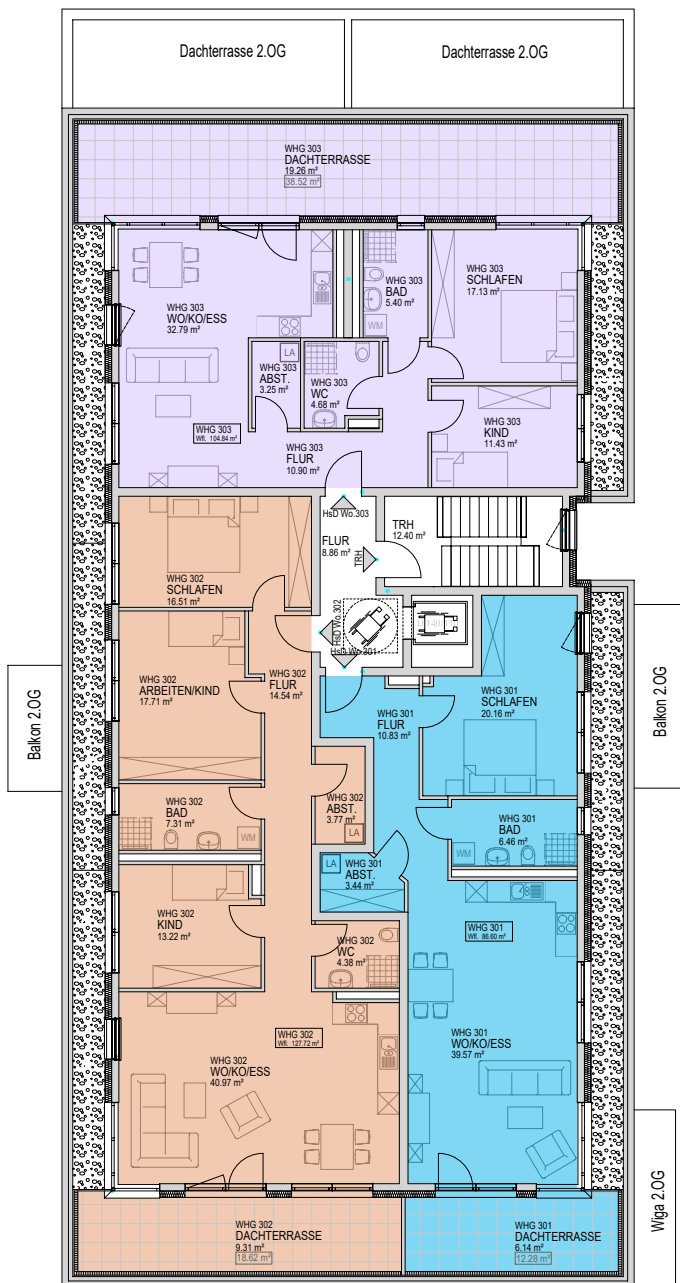 Dachterrasse 2.OG
Dachterrasse 2.OG
WHG 303
DACHTERRASSE
19.26 m²
38.52 m²
WHG 303
WO/KO/ESS
32.79 m²
WHG 303
BAD
5.40 m²
WM
WHG 303
SCHLAFEN
17.13 m²
LA
WHG 303
ABST.
3.25 m²
WHG 303
WC
4.68 m²
WHG 303
KIND
11.43 m²
WHG 303
Wfl. 104.84 m²
WHG 303
FLUR
10.90 m²
HsD Wo.303
FLUR
8.86 m²
TRH
TRH
12.40 m²
WHG 302
SCHLAFEN
16.51 m²
HsD Wo.302
HsD Wo.301
WHG 302
ARBEITEN/KIND
17.71 m²
WHG 302
FLUR
14.54 m²
WHG 301
FLUR
10.83 m²
WHG 301
SCHLAFEN
20.16 m²
Balkon 2.OG
Balkon 2.OG
WHG 302
BAD
7.31 m²
WM
WHG 302
ABST.
3.77 m²
LA
WHG 301
BAD
6.46 m²
WM
LA
WHG 301
ABST.
3.44 m²
WHG 302
KIND
13.22 m²
WHG 302
WC
4.38 m²
WHG 301
Wfl. 86.60 m²
WHG 302
Wfl. 127.72 m²
WHG 302
WO/KO/ESS
40.97 m²
WHG 301
WO/KO/ESS
39.57 m²
Wiga 2.OG
WHG 302
DACHTERRASSE
9.31 m²
18.62 m²
WHG 301
DACHTERRASSE
6.14 m²
12.28 m²